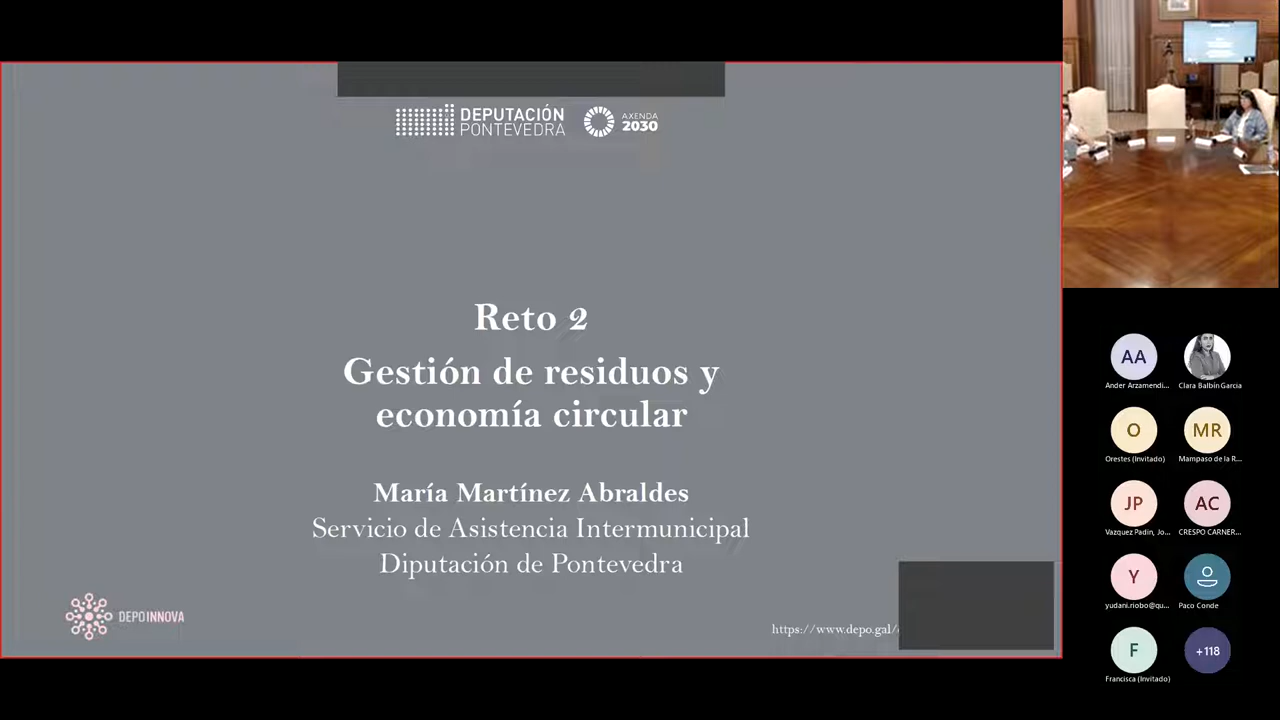 DEPUTACIÓN
PONTEVEDRA
AXENDA
2030
Reto 2
Gestión de residuos y
economía circular
María Martínez Abraldes
Servicio de Asistencia Intermunicipal
Diputación de Pontevedra
DEPOINNOVA
https://www.depo.gal/
AA
Ander Arzamendi...
Clara Balbín García
O
Orestes (Invitado)
MR
Mampaso de la R...
JP
Vazquez Padin, Jo...
AC
CRESPO CARNER...
Y
yudani.riobo@qu...
Paco Conde
F
Francisca (Invitado)
+118